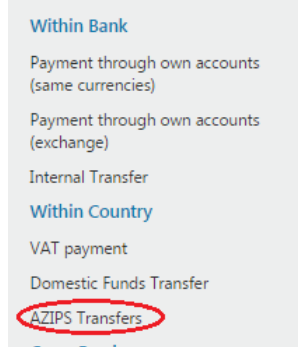 Within Bank
Payment through own accounts
(same currencies)
Payment through own accounts
(exchange)
Internal Transfer
Within Country
VAT payment
Domestic Funds Transfer
AZIPS Transfers